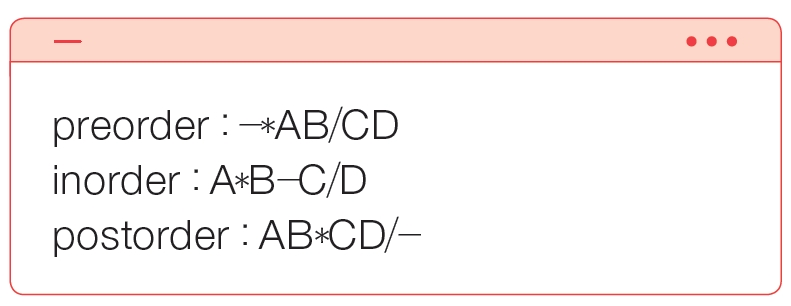 preorder : –*AB/CD
inorder : A*B–C/D
postorder : AB*CD/–